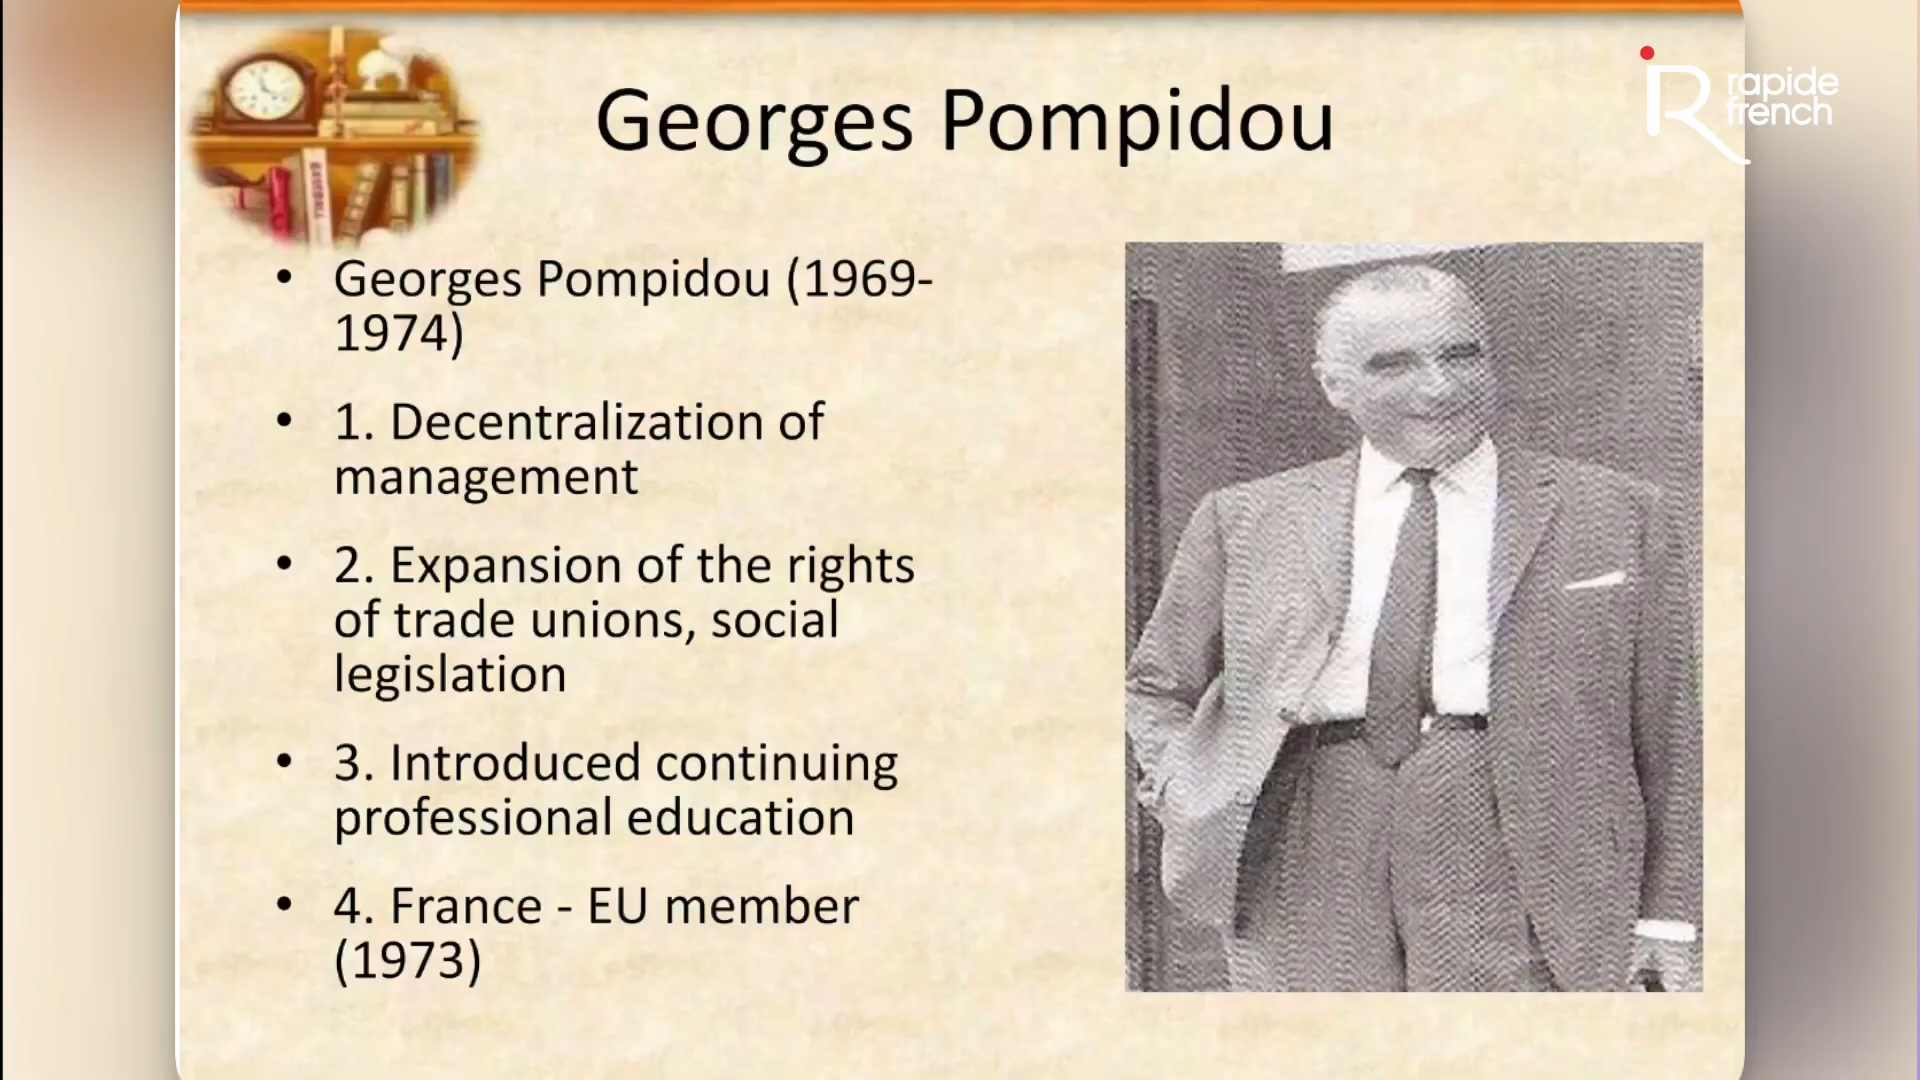 Georges Pompidou
rapide
french
• Georges Pompidou (1969-
1974)
• 1. Decentralization of
management
• 2. Expansion of the rights
of trade unions, social
legislation
• 3. Introduced continuing
professional education
• 4. France - EU member
(1973)